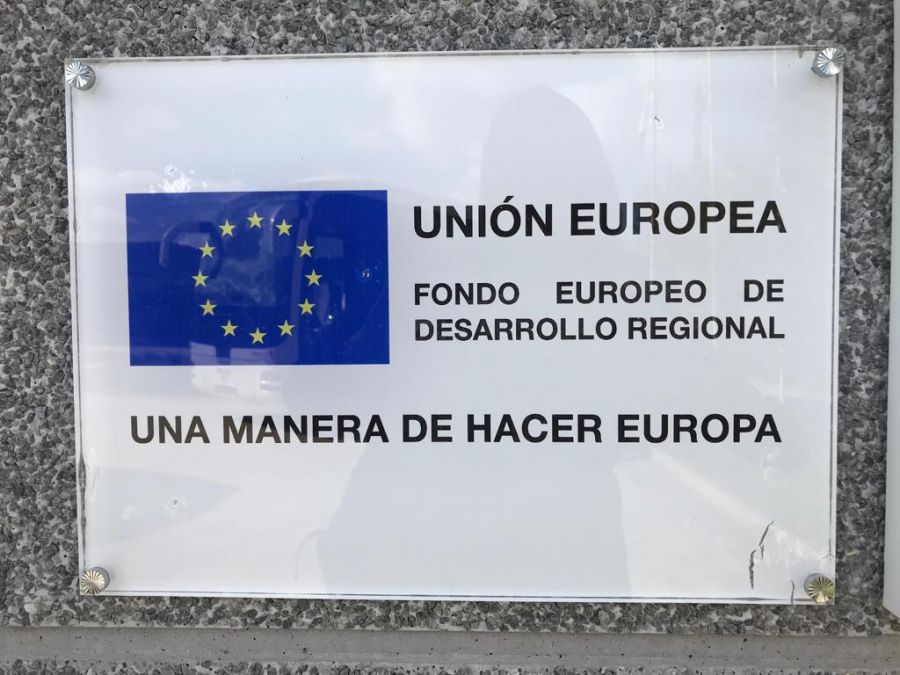 UNIÓN EUROPEA
FONDO EUROPEO DE
DESARROLLO REGIONAL
UNA MANERA DE HACER EUROPA